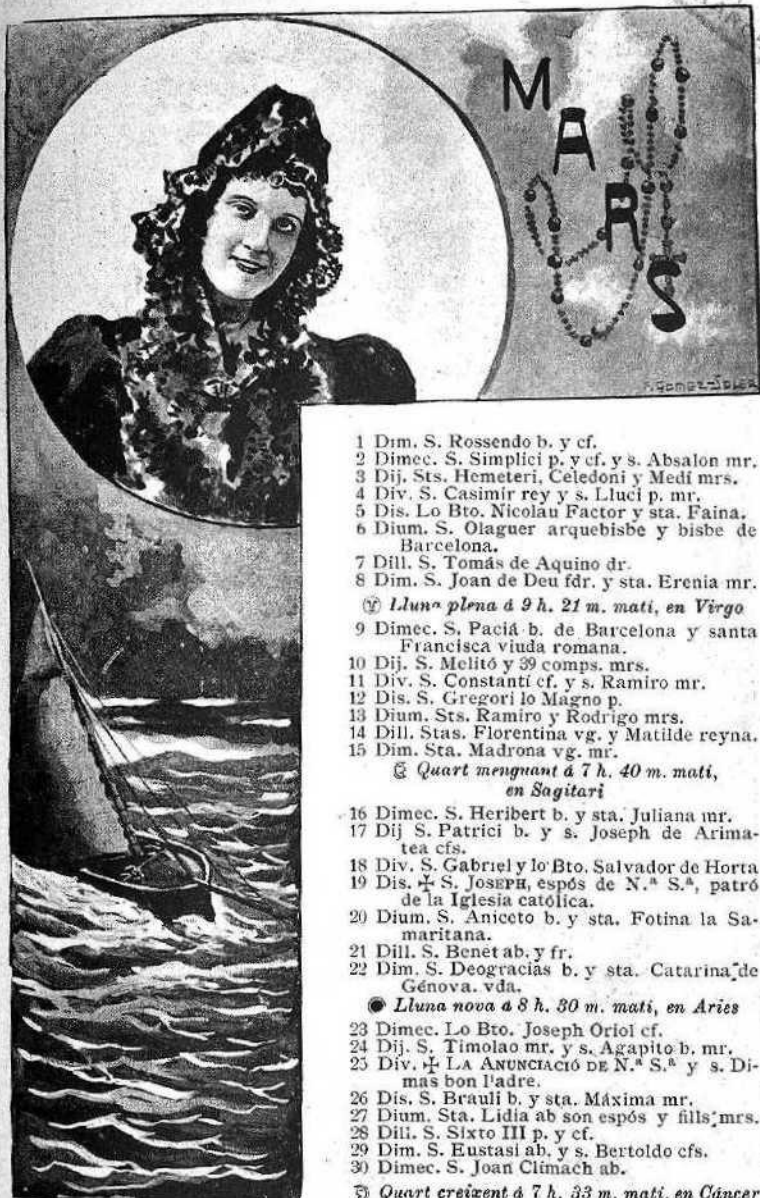 MARS
F. GOMEZ-SOLER
1 Dim. S. Rossendo b. y cf.
2 Dimec. S. Simplici p. y cf. y s. Absalon mr.
3 Dij. Sts. Hemeteri, Celedoni y Medí mrs.
4 Div. S. Casimir rey y s. Lluci p. mr.
5 Dis. Lo Bto. Nicolau Factor y sta. Faina.
6 Dium. S. Olaguer arquebisbe y bisbe de
Barcelona.
7 Dill. S. Tomás de Aquino dr.
8 Dim. S. Joan de Deu fdr. y sta. Erenia mr.
Lluna plena á 9 h. 21 m. matí, en Virgo
9 Dimec. S. Paciá b. de Barcelona y santa
Francisca viuda romana.
10 Dij. S. Melitó y 39 comps. mrs.
11 Div. S. Constantí cf. y s. Ramiro mr.
12 Dis. S. Gregori lo Magno p.
13 Dium. Sts. Ramiro y Rodrigo mrs.
14 Dill. Stas. Florentina vg. y Matilde reyna.
15 Dim. Sta. Madrona vg. mr.
Quart menguant á 7 h. 40 m. matí,
en Sagitari
16 Dimec. S. Heribert b. y sta. Juliana mr.
17 Dij S. Patrici b. y s. Joseph de Arima-
tea cfs.
18 Div. S. Gabriel y lo Bto. Salvador de Horta
19 Dis. ✠ S. JOSEPH, espós de N.ª S.ª, patró
de la Iglesia católica.
20 Dium. S. Aniceto b. y sta. Fotina la Sa-
maritana.
21 Dill. S. Benet ab. y fr.
22 Dim. S. Deogracias b. y sta. Catarina de
Génova. vda.
Lluna nova á 8 h. 30 m. matí, en Aries
23 Dimec. Lo Bto. Joseph Oriol cf.
24 Dij. S. Timolao mr. y s. Agapito b. mr.
25 Div. ✠ LA ANUNCIACIÓ DE N.ª S.ª y s. Di-
mas bon l'adre.
26 Dis. S. Brauli b. y sta. Máxima mr.
27 Dium. Sta. Lidia ab son espós y fills mrs.
28 Dill. S. Sixto III p. y cf.
29 Dim. S. Eustasi ab. y s. Bertoldo cfs.
30 Dimec. S. Joan Clímach ab.
Quart creixent á 7 h. 33 m. matí, en Cáncer